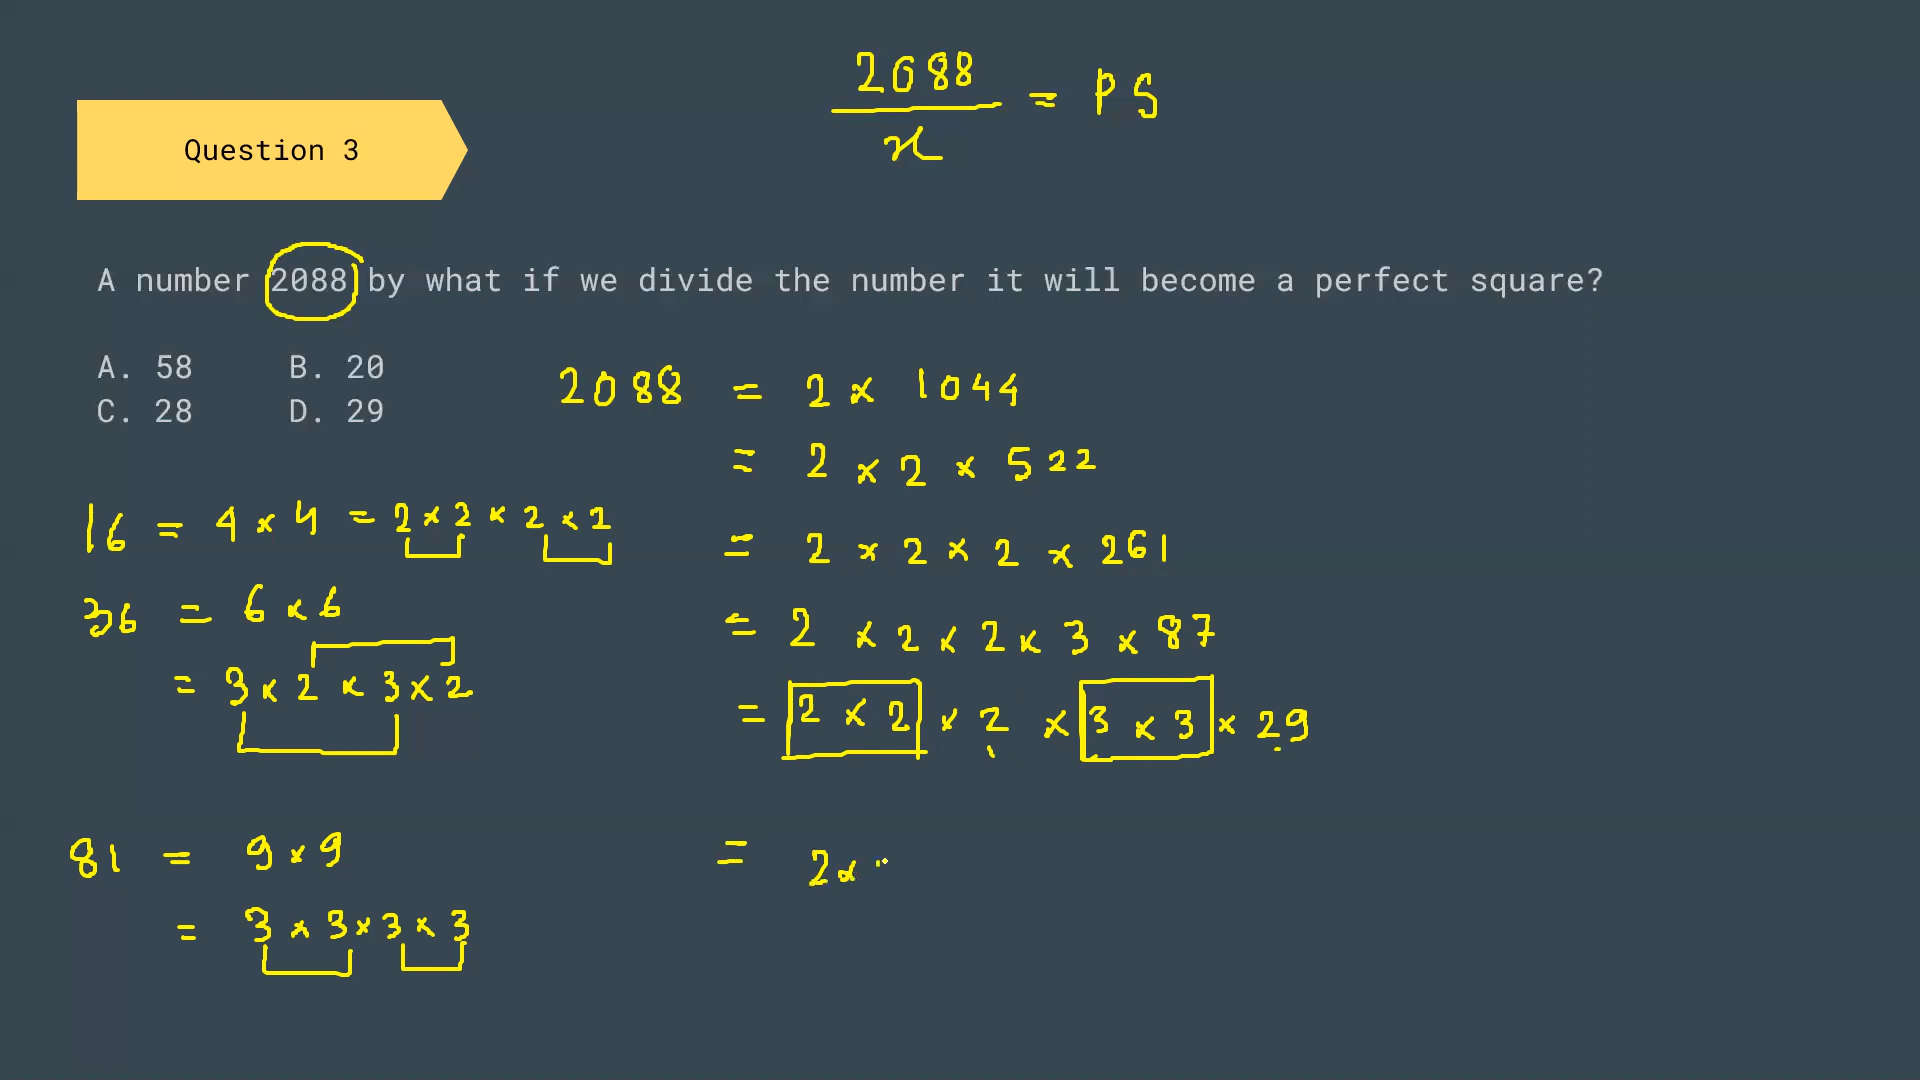 2088
x
= PS
Question 3
A number 2088 by what if we divide the number it will become a perfect square?
A. 58 B. 20
C. 28 D. 29
2088 = 2 × 1044
= 2 × 2 × 522
16 = 4 × 4 = 2 × 2 × 2 × 2
= 2 × 2 × 2 × 261
36 = 6 × 6
= 2 × 2 × 2 × 3 × 87
= 3 × 2 × 3 × 2
= 2 × 2 × 2 × 3 × 3 × 29
81 = 9 × 9
= 2 ×
= 3 × 3 × 3 × 3